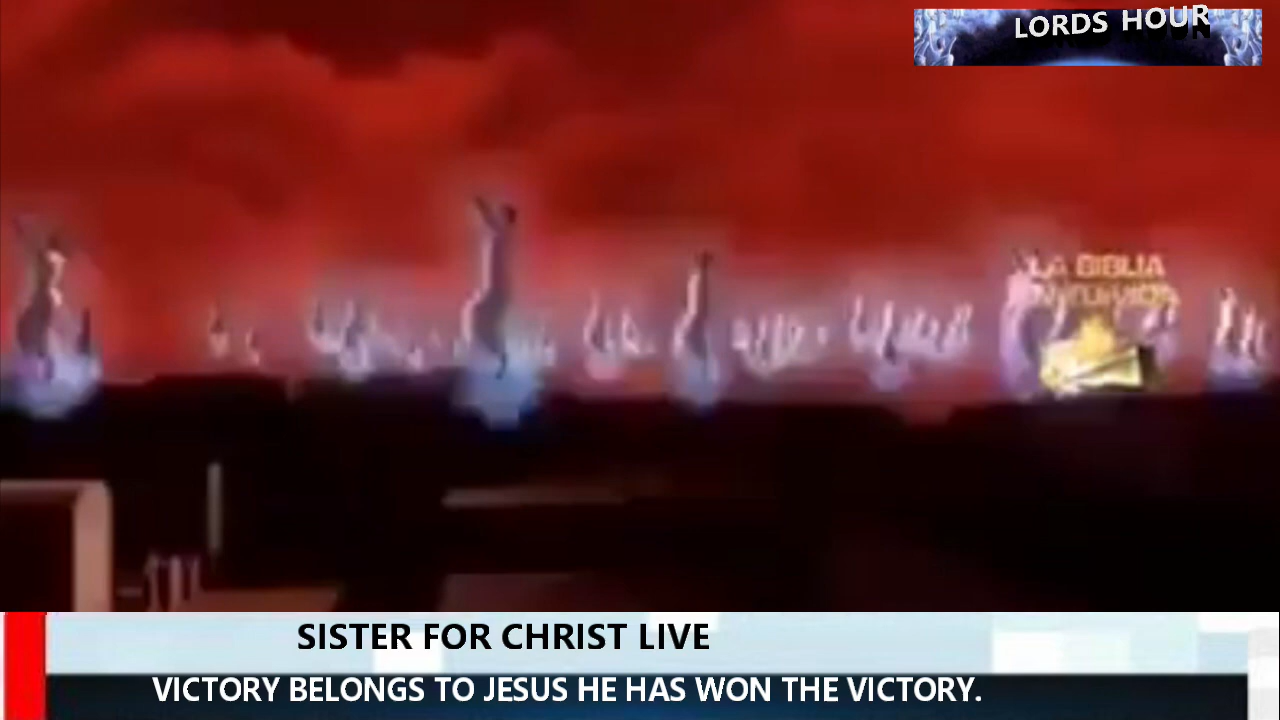 LORDS HOUR
LA BIBLIA
SISTER FOR CHRIST LIVE
VICTORY BELONGS TO JESUS HE HAS WON THE VICTORY.